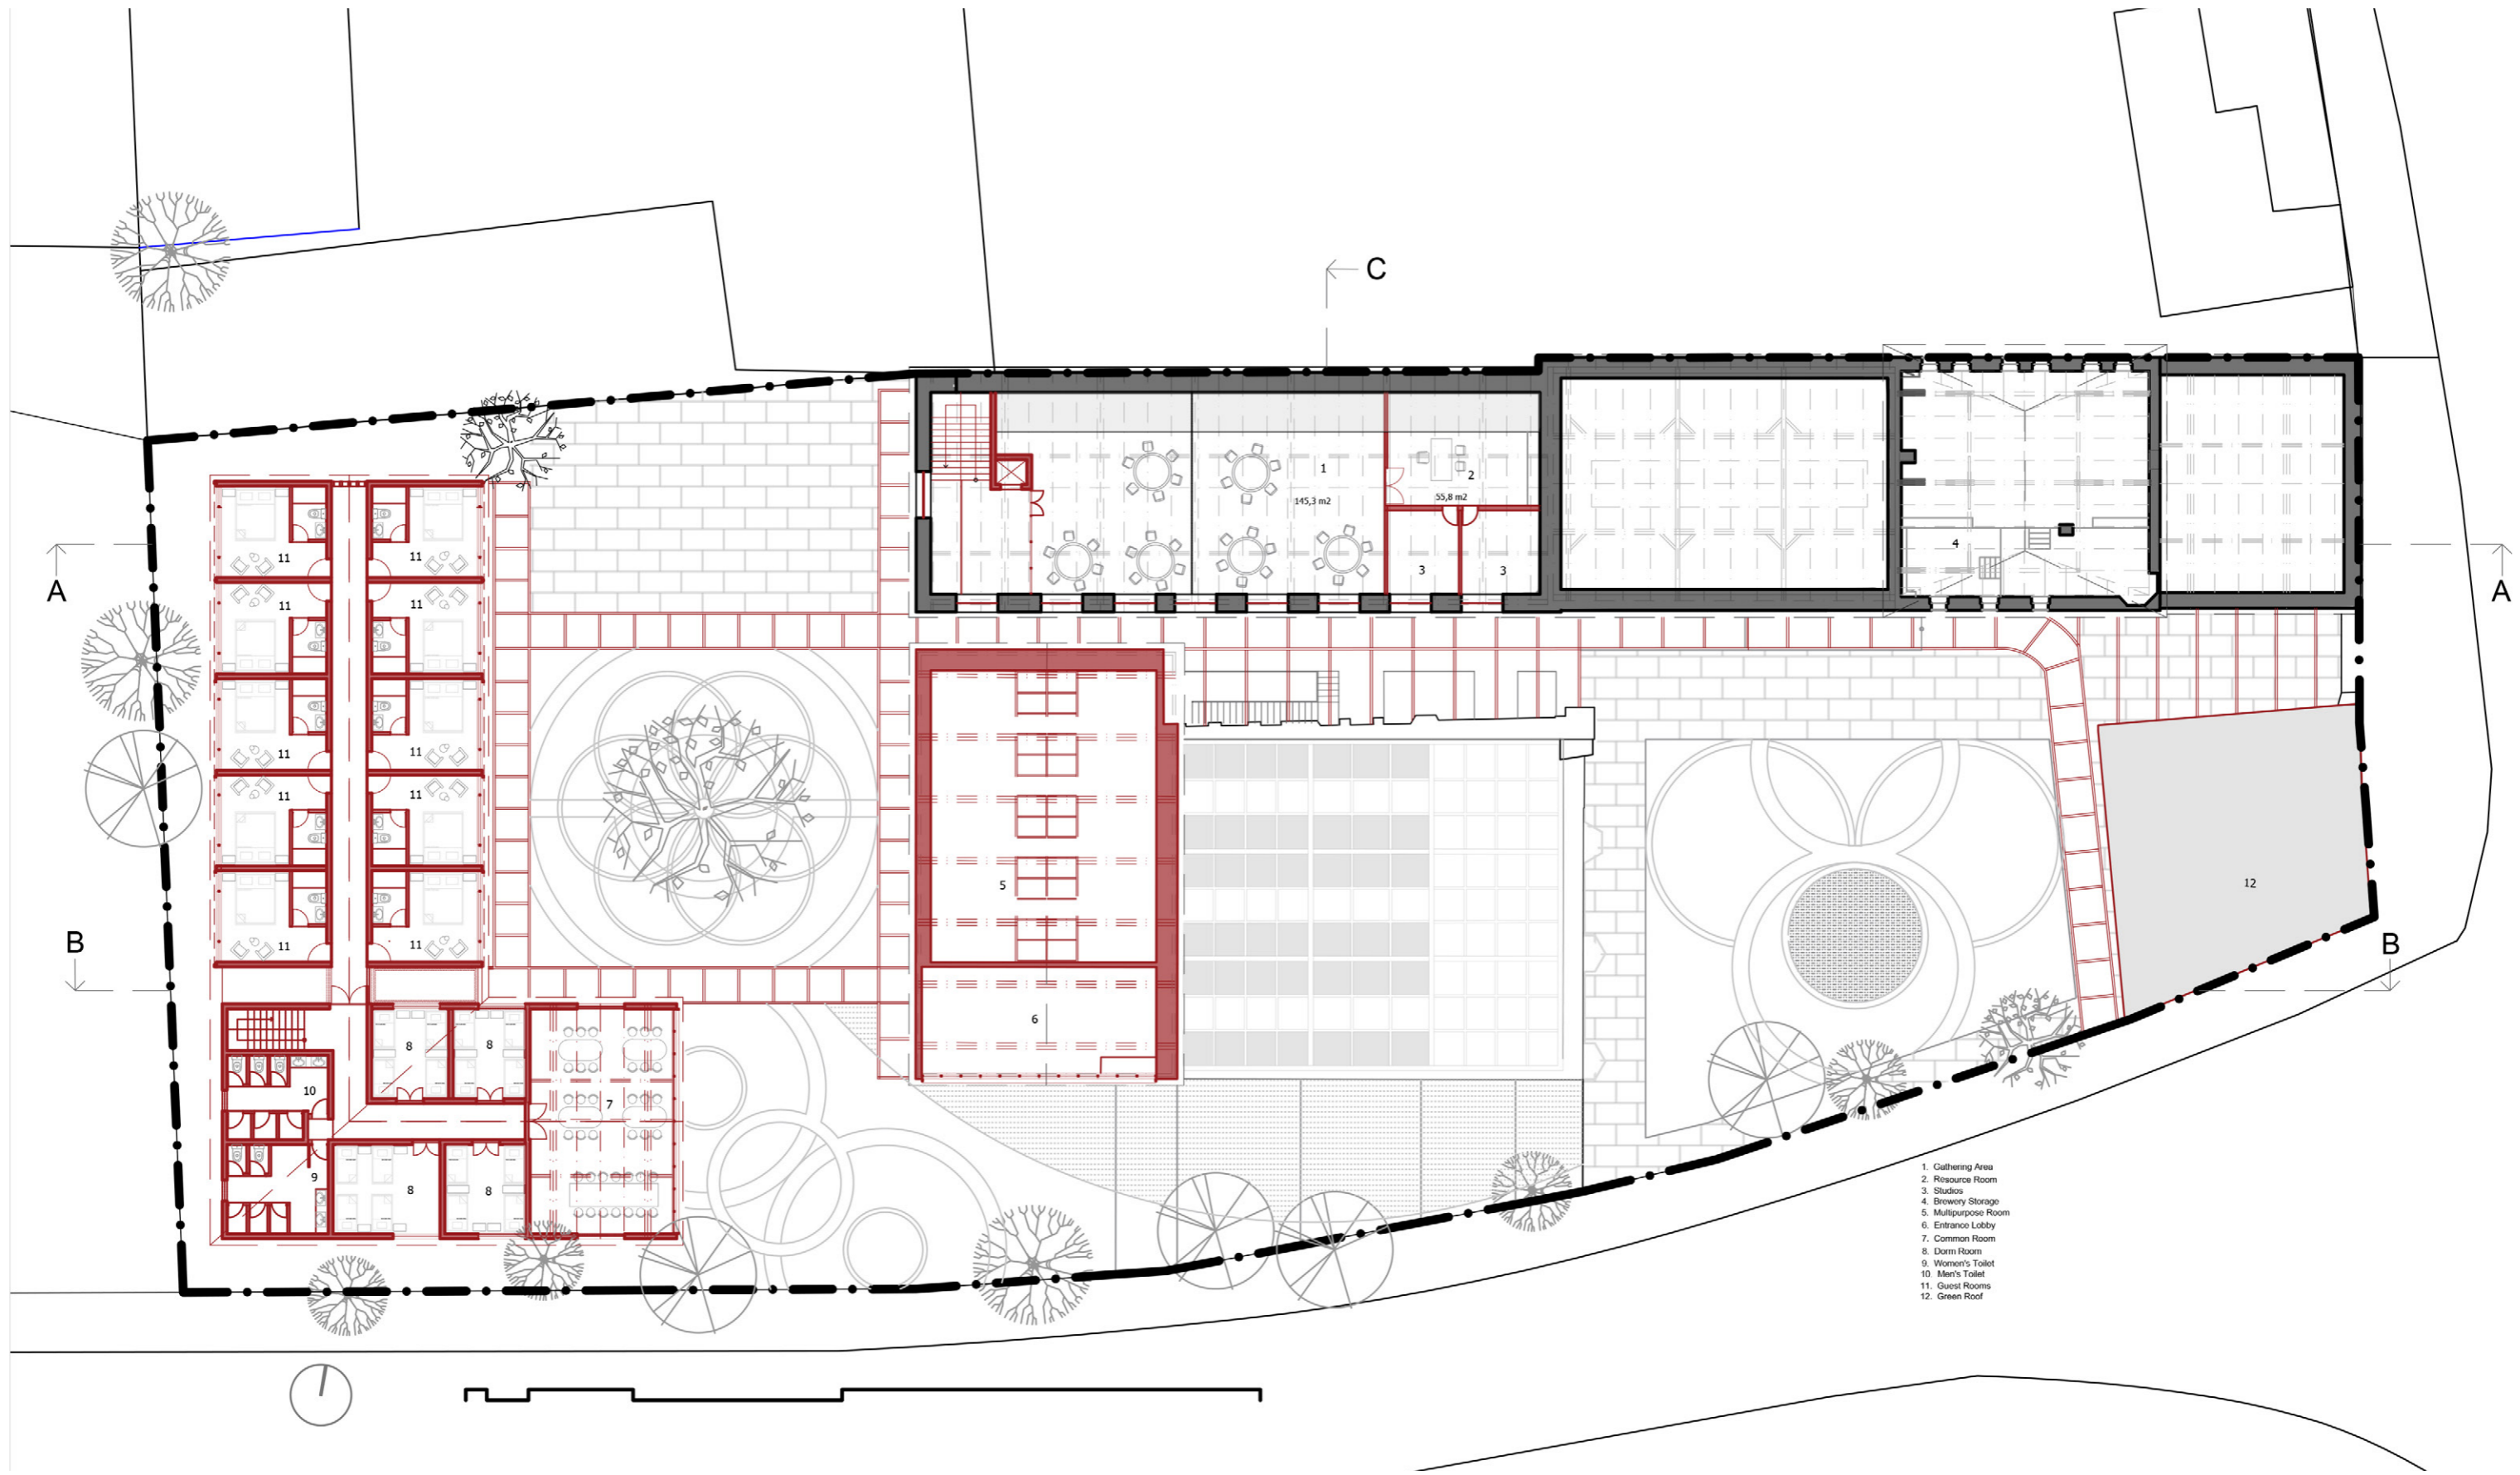 C
1
2
145,3 m2
55,8 m2
4
11
11
A
3
3
A
11
11
11
11
11
11
12
5
11
11
B
B
6
8
8
10
7
9
8
8
1. Gathering Area
2. Resource Room
3. Studios
4. Brewery Storage
5. Multipurpose Room
6. Entrance Lobby
7. Common Room
8. Dorm Room
9. Women's Toilet
10. Men's Toilet
11. Guest Rooms
12. Green Roof